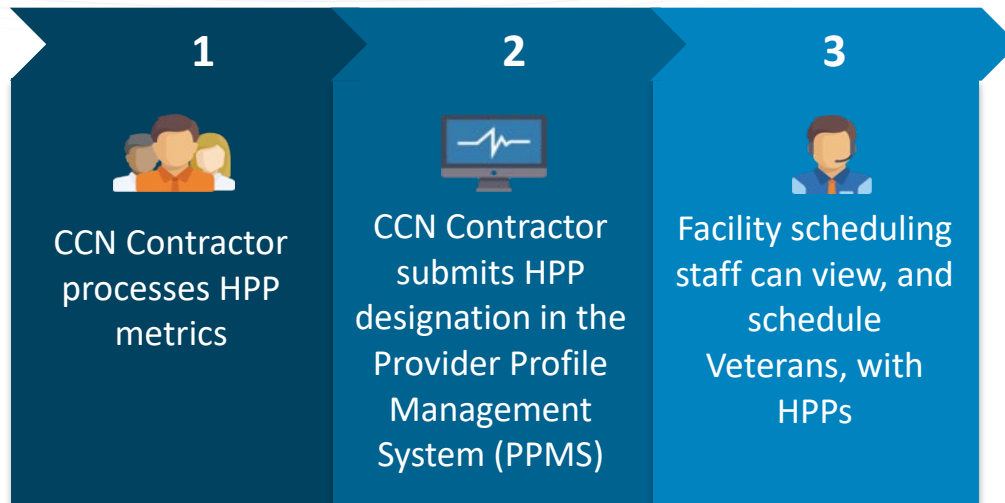 1
CCN Contractor
processes HPP
metrics
2
CCN Contractor
submits HPP
designation in the
Provider Profile
Management
System (PPMS)
3
Facility scheduling
staff can view, and
schedule
Veterans, with
HPPs